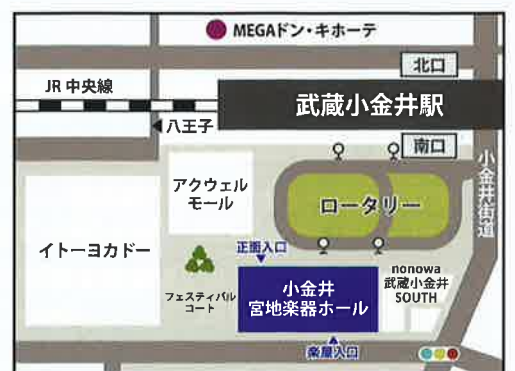 MEGAドン・キホーテ
北口
JR 中央線
武蔵小金井駅
八王子
南口
小金井街道
アクウェル
モール
ロータリー
イトーヨカドー
正面入口
nonowa
武蔵小金井
SOUTH
フェスティバル
コート
小金井
宮地楽器ホール
楽屋入口